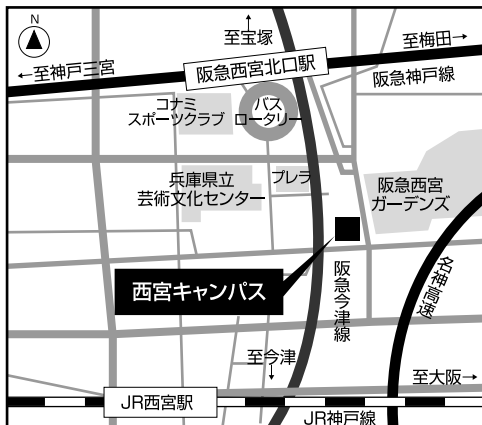 N
至宝塚
至梅田→
←至神戸三宮
阪急西宮北口駅
阪急神戸線
コナミ
スポーツクラブ
バス
ロータリー
兵庫県立
芸術文化センター
プレラ
阪急西宮
ガーデンズ
西宮キャンパス
阪急今津線
名神高速
至今津
至大阪→
JR西宮駅
JR神戸線